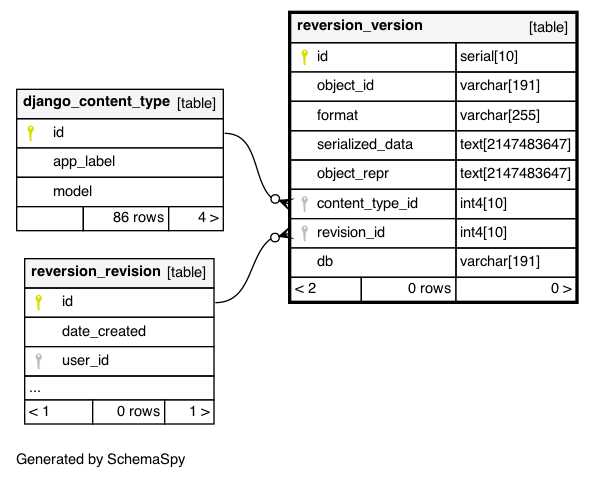 reversion_version [table]
id serial[10]
object_id varchar[191]
format varchar[255]
serialized_data text[2147483647]
object_repr text[2147483647]
content_type_id int4[10]
revision_id int4[10]
db varchar[191]
< 2 0 rows 0 >
django_content_type [table]
id
app_label
model
86 rows 4 >
reversion_revision [table]
id
date_created
user_id
...
< 1 0 rows 1 >
Generated by SchemaSpy